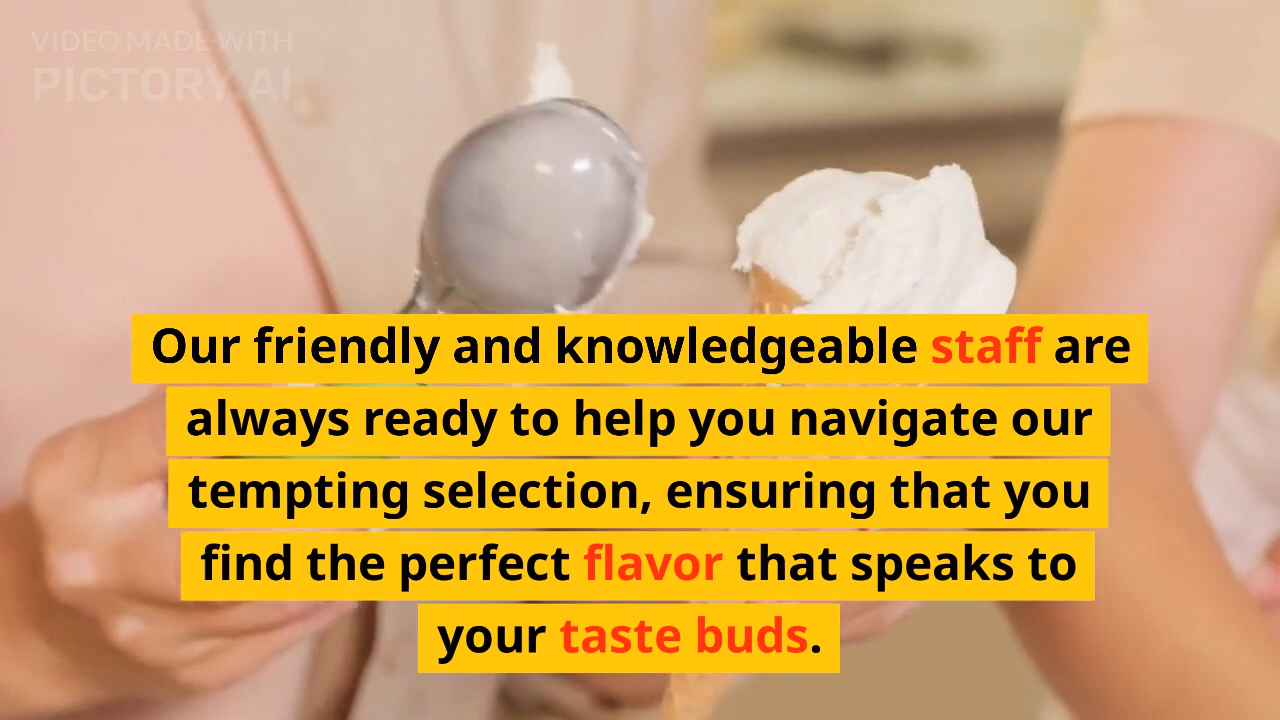 VIDEO MADE WITH
PICTORY.AI
Our friendly and knowledgeable staff are
always ready to help you navigate our
tempting selection, ensuring that you
find the perfect flavor that speaks to
your taste buds.